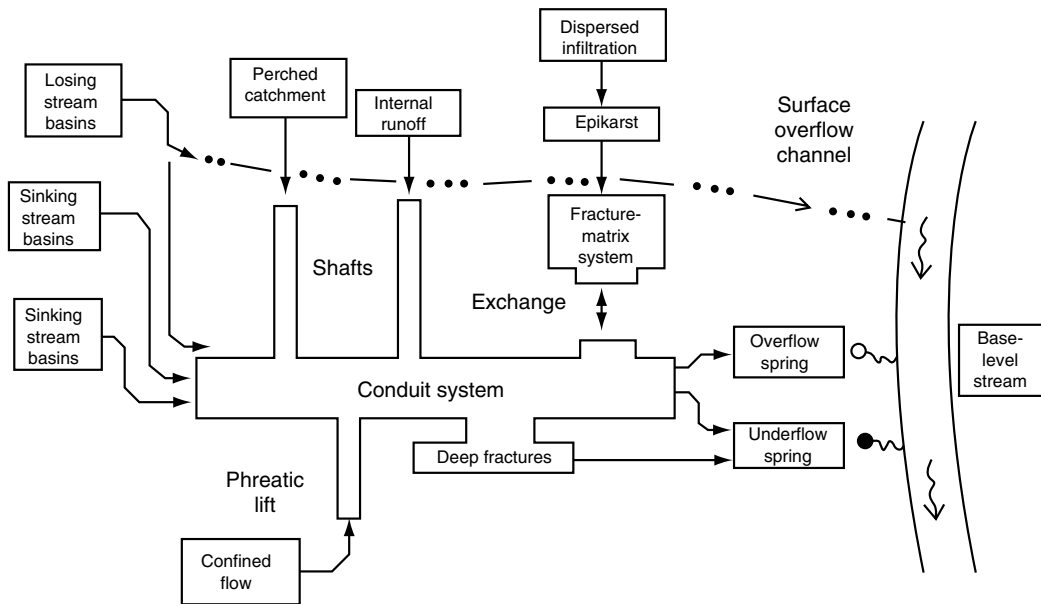 Dispersed
infiltration
Losing
stream
basins
Perched
catchment
Internal
runoff
Epikarst
Surface
overflow
channel
Sinking
stream
basins
Fracture-
matrix
system
Shafts
Exchange
Sinking
stream
basins
Overflow
spring
Base-
level
stream
Conduit system
Underflow
spring
Deep fractures
Phreatic
lift
Confined
flow